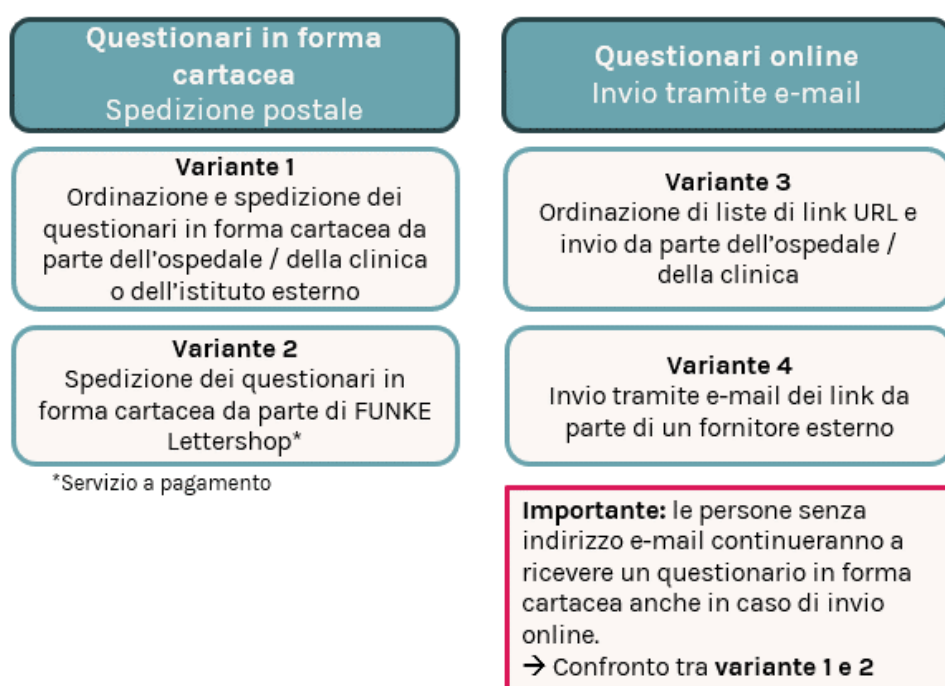 Questionari in forma
cartacea
Spedizione postale
Variante 1
Ordinazione e spedizione dei
questionari in forma cartacea da
parte dell'ospedale / della clinica
o dell'istituto esterno
Variante 2
Spedizione dei questionari in
forma cartacea da parte di FUNKE
Lettershop*
*Servizio a pagamento
Questionari online
Invio tramite e-mail
Variante 3
Ordinazione di liste di link URL e
invio da parte dell'ospedale /
della clinica
Variante 4
Invio tramite e-mail dei link da
parte di un fornitore esterno
Importante: le persone senza
indirizzo e-mail continueranno a
ricevere un questionario in forma
cartacea anche in caso di invio
online.
→ Confronto tra variante 1 e 2